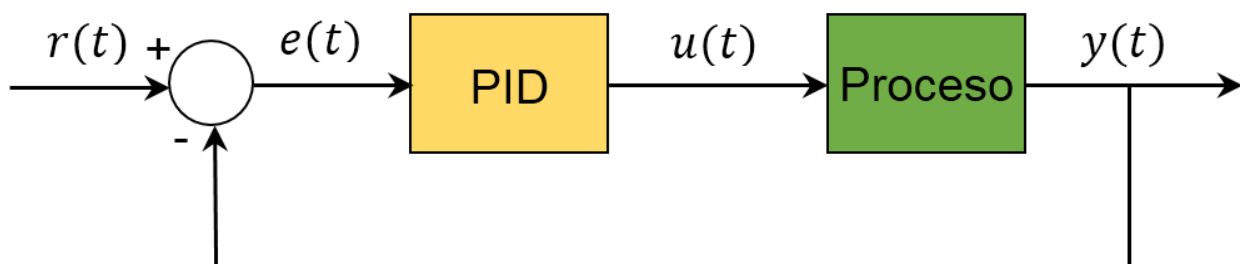 r(t) + e(t) PID u(t) Proceso y(t)
-